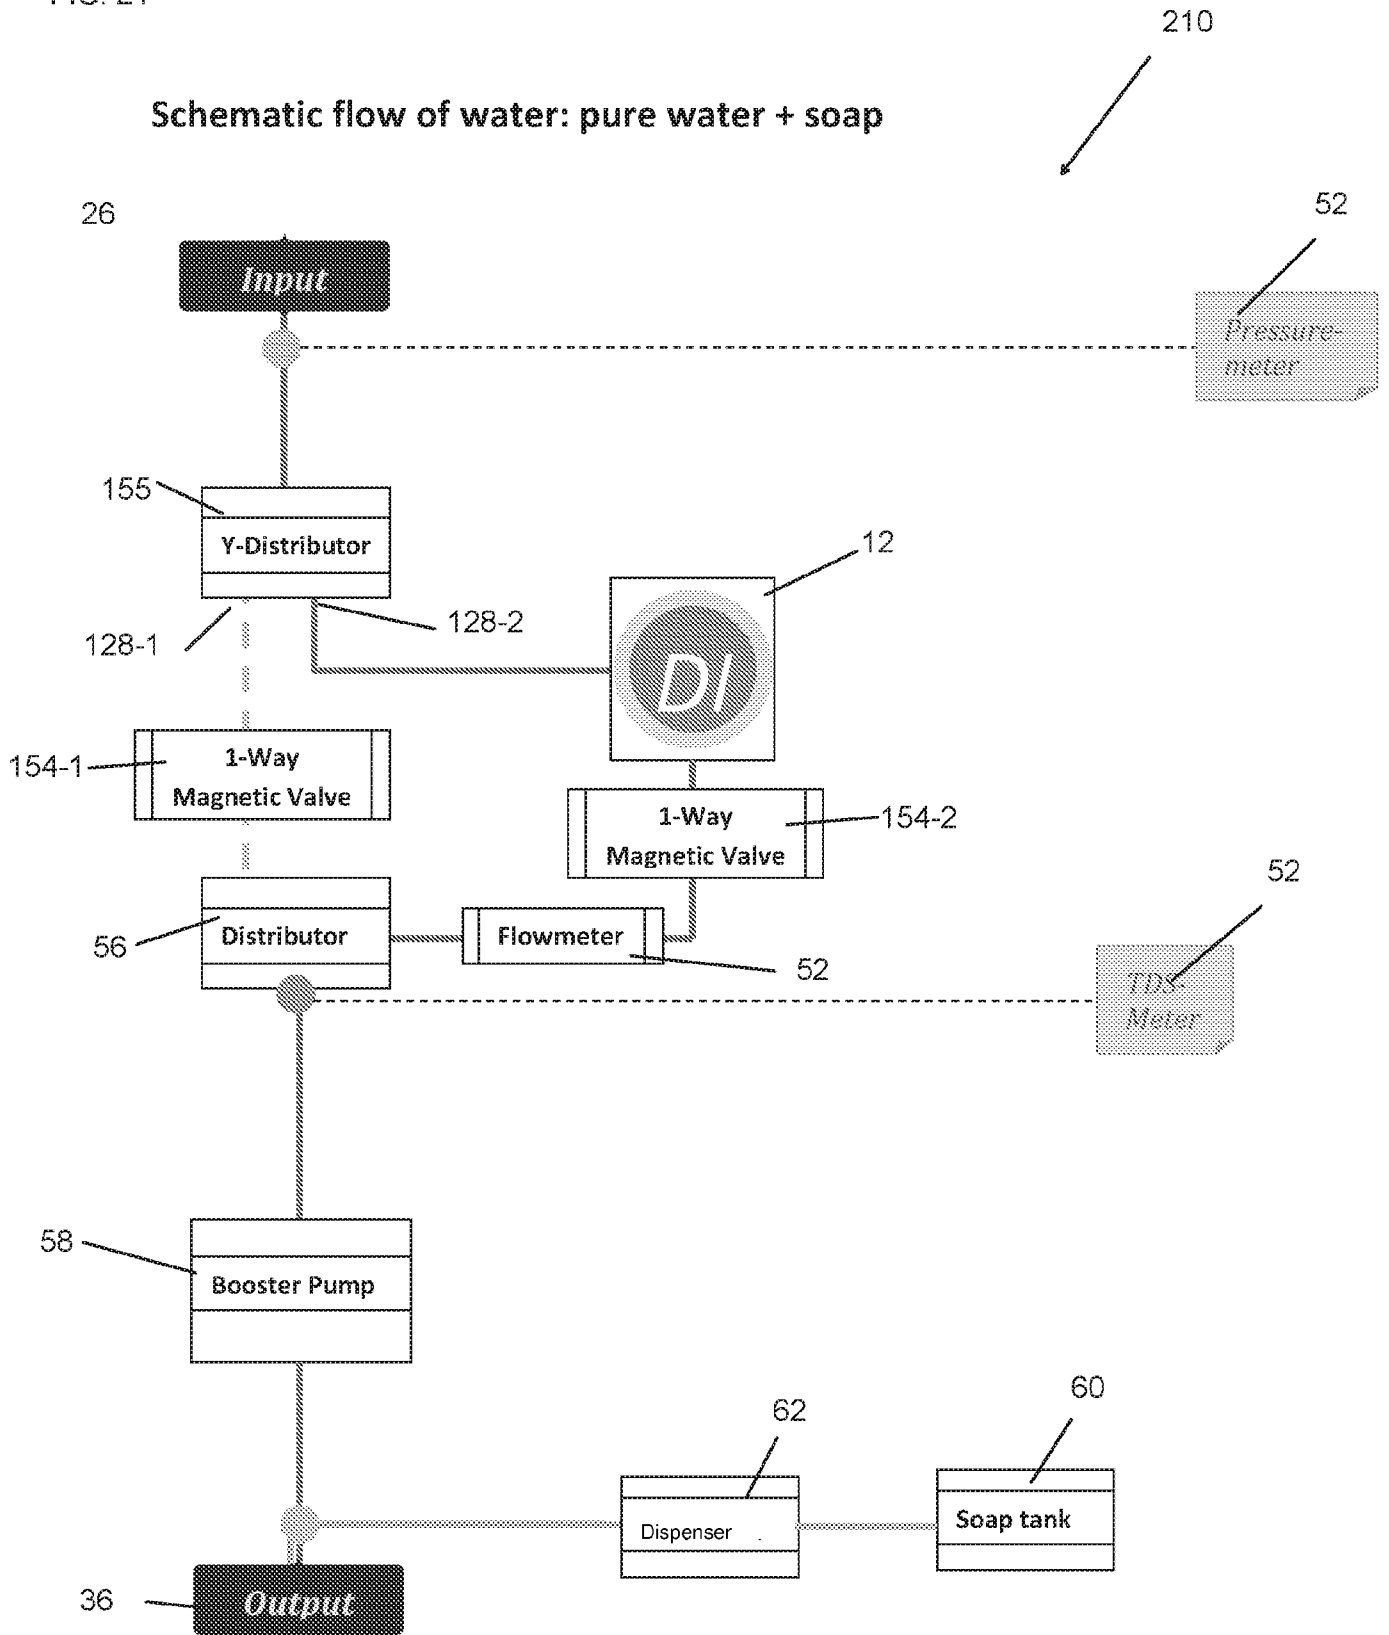 210
Schematic flow of water: pure water + soap
26
52
Input
Pressure-
meter
155
Y-Distributor
12
128-2
128-1
DI
154-1
1-Way
Magnetic Valve
1-Way
Magnetic Valve
154-2
52
56
Distributor
Flowmeter
52
TDS-
Meter
58
Booster Pump
60
62
Dispenser
Soap tank
36
Output